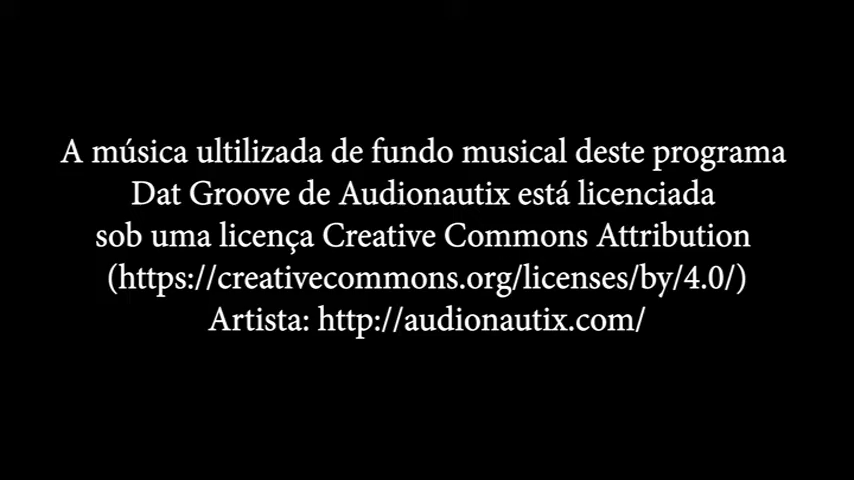 A música ultilizada de fundo musical deste programa
Dat Groove de Audionautix está licenciada
sob uma licença Creative Commons Attribution
(https://creativecommons.org/licenses/by/4.0/)
Artista: http://audionautix.com/